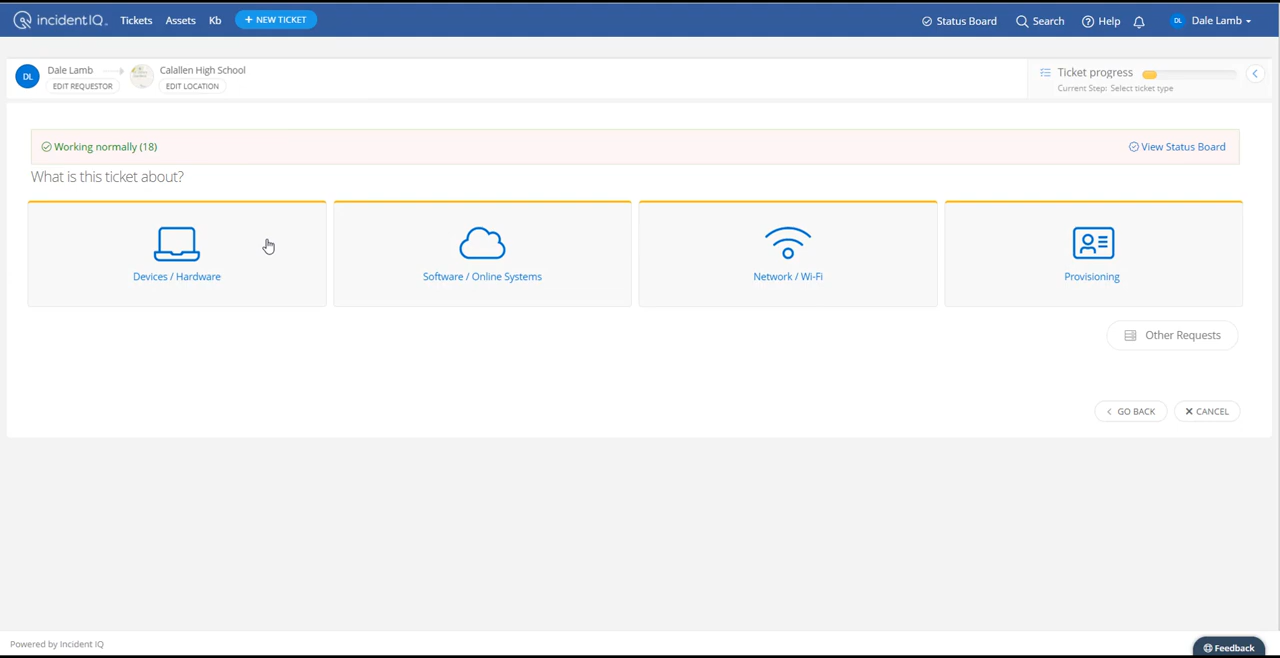 incidentIQ. Tickets Assets Kb + NEW TICKET Status Board Search Help DL Dale Lamb
DL Dale Lamb Calallen High School Ticket progress
EDIT REQUESTOR EDIT LOCATION Current Step: Select ticket type
Working normally (18) View Status Board
What is this ticket about?
Devices / Hardware Software / Online Systems Network / Wi-Fi Provisioning
Other Requests
GO BACK CANCEL
Powered by Incident IQ
Feedback